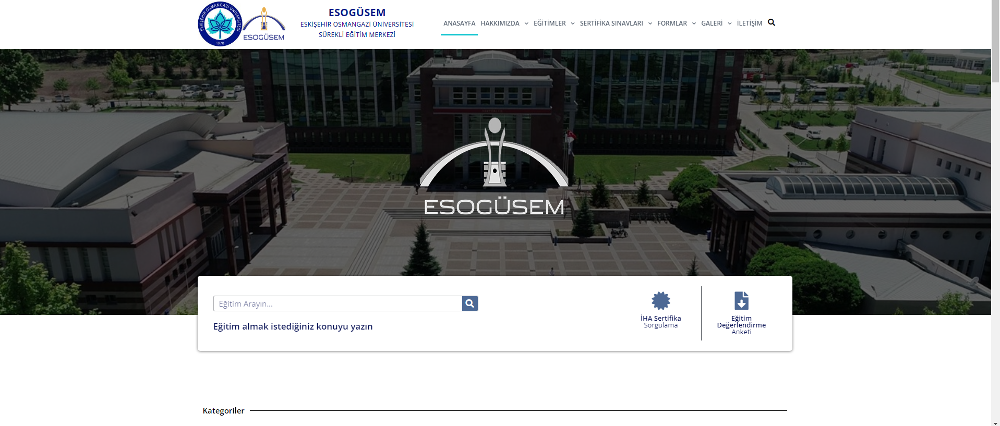 ESKİŞEHİR OSMANGAZİ ÜNİVERSİTESİ
1970
ESOGÜSEM
ESOGÜSEM
ESKİŞEHİR OSMANGAZİ ÜNİVERSİTESİ
SÜREKLİ EĞİTİM MERKEZİ
ANASAYFA HAKKIMIZDA EĞİTİMLER SERTİFİKA SINAVLARI FORMLAR GALERİ İLETİŞİM
ESOGÜSEM
Eğitim Arayın...
Eğitim almak istediğiniz konuyu yazın
İHA Sertifika
Sorgulama
Eğitim
Değerlendirme
Anketi
Kategoriler